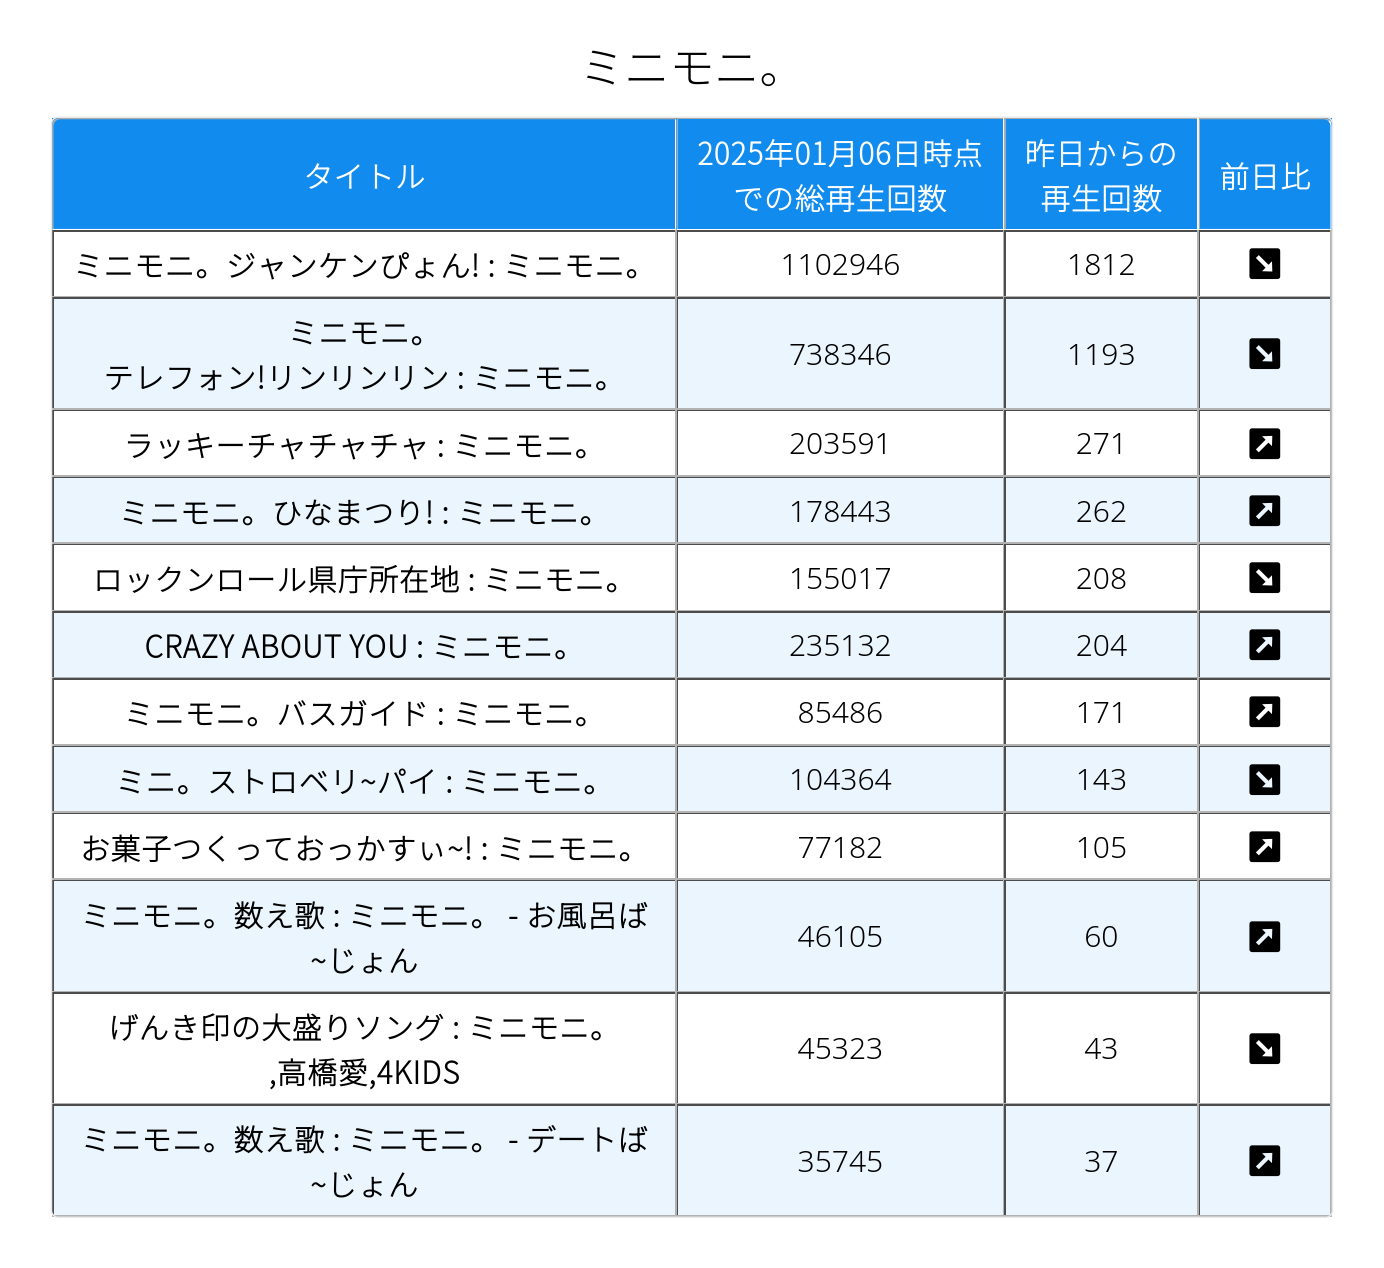 ミニモニ。
タイトル
2025年01月06日時点
での総再生回数
昨日からの
再生回数
前日比
ミニモニ。ジャンケンぴょん! : ミニモニ。
1102946
1812
ミニモニ。
テレフォン!リンリンリン : ミニモニ。
738346
1193
ラッキーチャチャチャ : ミニモニ。
203591
271
ミニモニ。ひなまつり! : ミニモニ。
178443
262
ロックンロール県庁所在地 : ミニモニ。
155017
208
CRAZY ABOUT YOU : ミニモニ。
235132
204
ミニモニ。バスガイド : ミニモニ。
85486
171
ミニ。ストロベリ~パイ : ミニモニ。
104364
143
お菓子つくっておっかすぃ~! : ミニモニ。
77182
105
ミニモニ。数え歌 : ミニモニ。 - お風呂ば
~じょん
46105
60
げんき印の大盛りソング : ミニモニ。
,高橋愛,4KIDS
45323
43
ミニモニ。数え歌 : ミニモニ。 - デートば
~じょん
35745
37